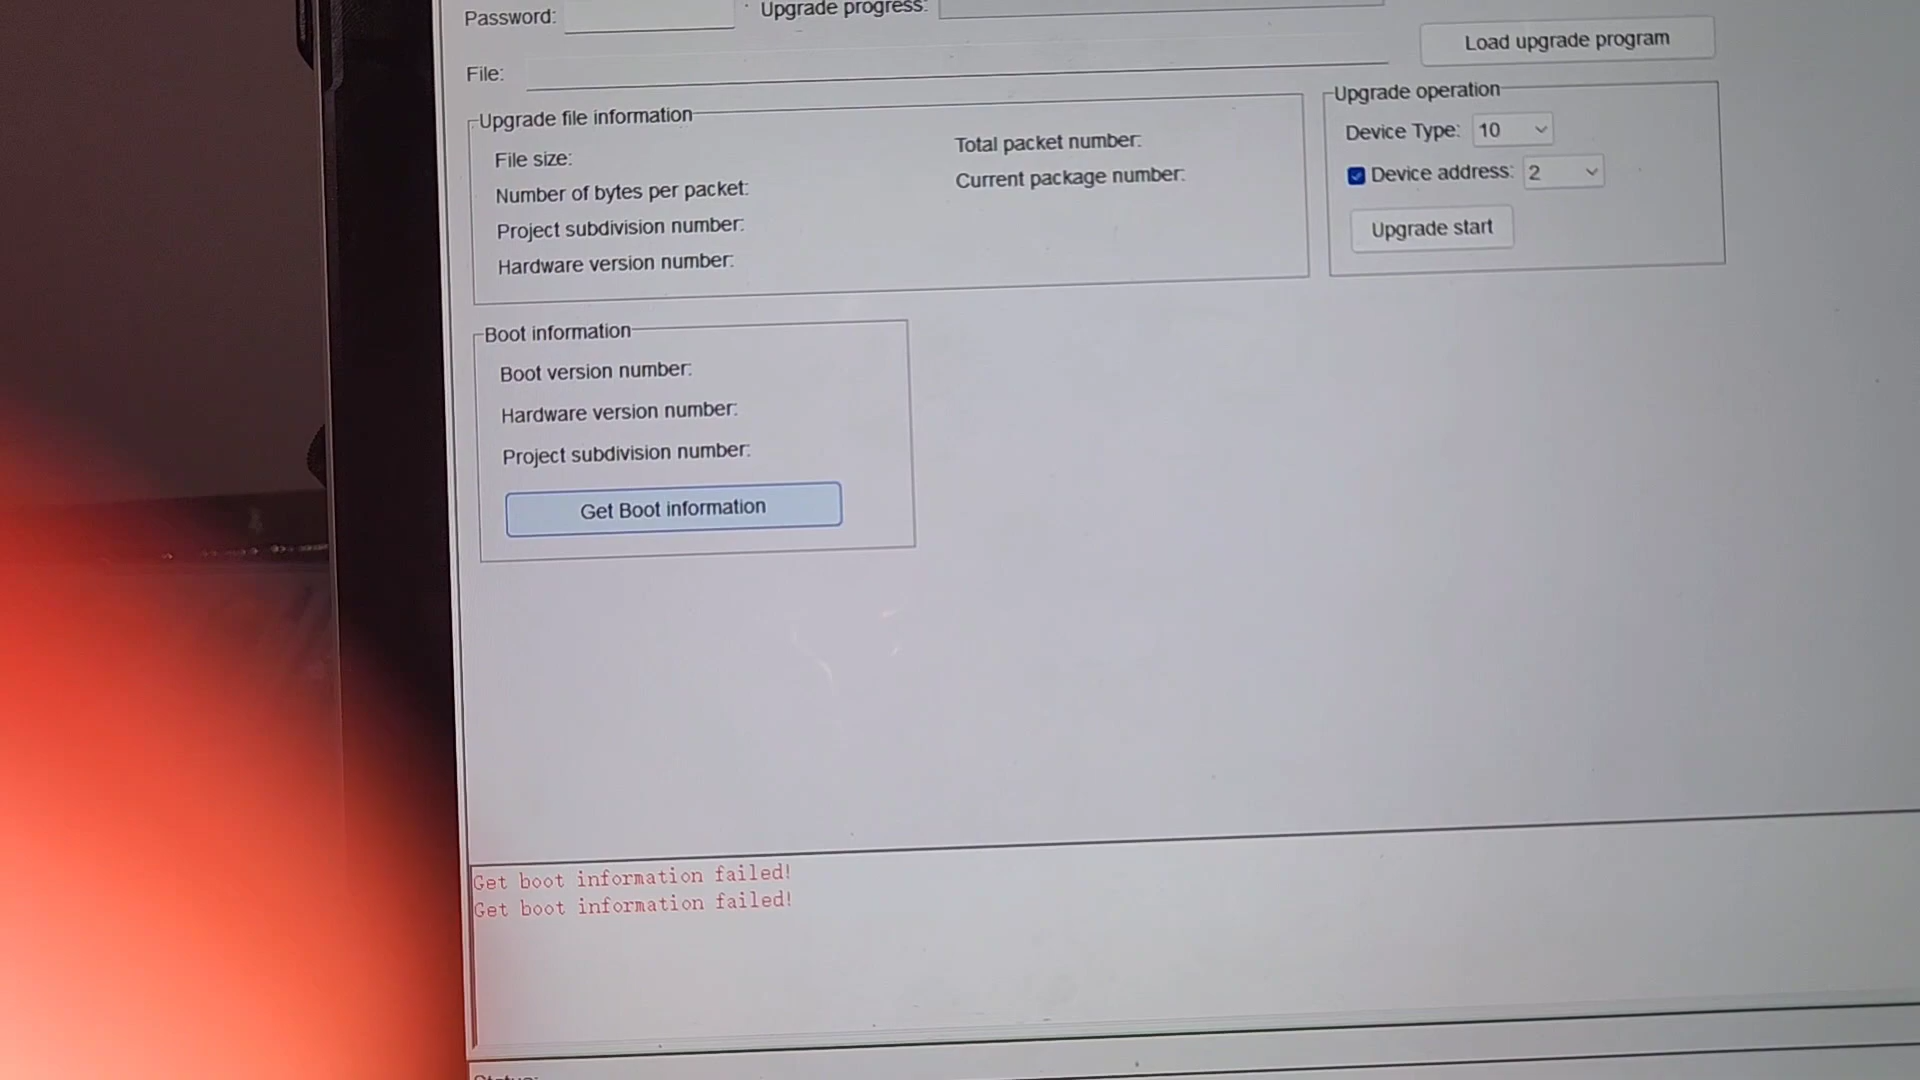 Password:
Upgrade progress:
File:
Load upgrade program
Upgrade file information
File size:
Number of bytes per packet:
Project subdivision number:
Hardware version number:
Total packet number:
Current package number:
Upgrade operation
Device Type: 10
Device address: 2
Upgrade start
Boot information
Boot version number:
Hardware version number:
Project subdivision number:
Get Boot information
Get boot information failed!
Get boot information failed!